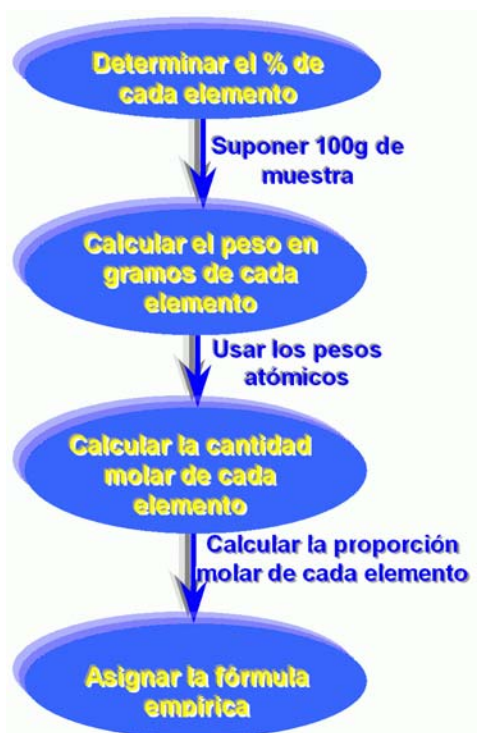 Determinar el % de
cada elemento
Suponer 100g de
muestra
Calcular el peso en
gramos de cada
elemento
Usar los pesos
atómicos
Calcular la cantidad
molar de cada
elemento
Calcular la proporción
molar de cada elemento
Asignar la fórmula
empírica